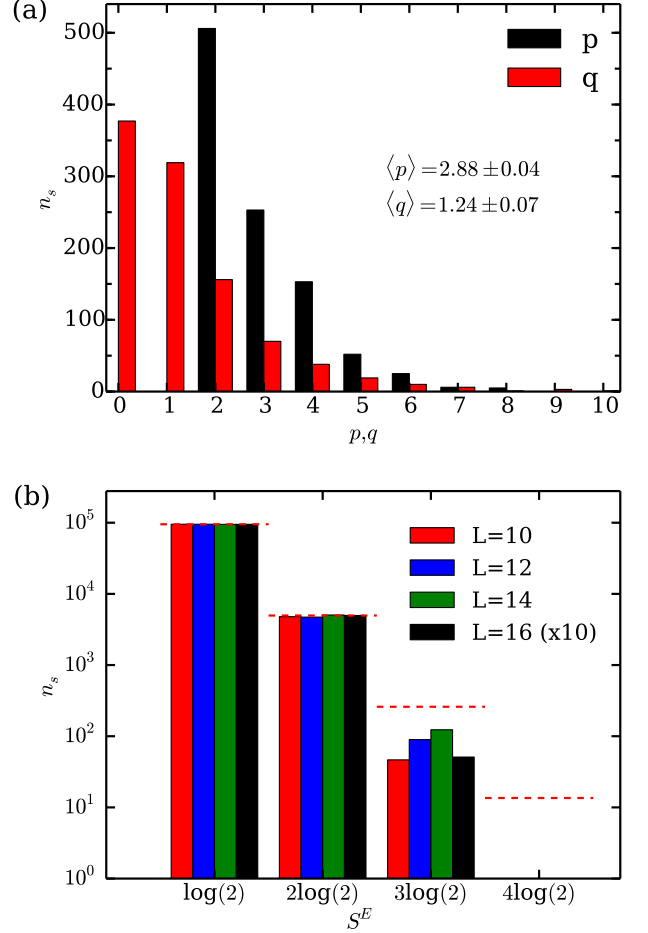 (a)
500
400
300
200
100
0
n_s
p
q
⟨p⟩=2.88±0.04
⟨q⟩=1.24±0.07
0 1 2 3 4 5 6 7 8 9 10
p,q
(b)
10^5
10^4
10^3
10^2
10^1
10^0
n_s
L=10
L=12
L=14
L=16 (x10)
log(2) 2log(2) 3log(2) 4log(2)
S^E